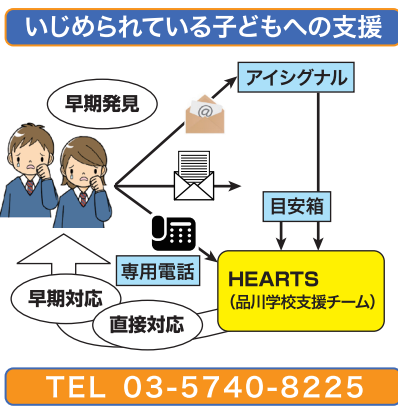 いじめられている子どもへの支援
アイシグナル
早期発見
@
目安箱
専用電話
HEARTS
（品川学校支援チーム）
早期対応
直接対応
TEL 03-5740-8225